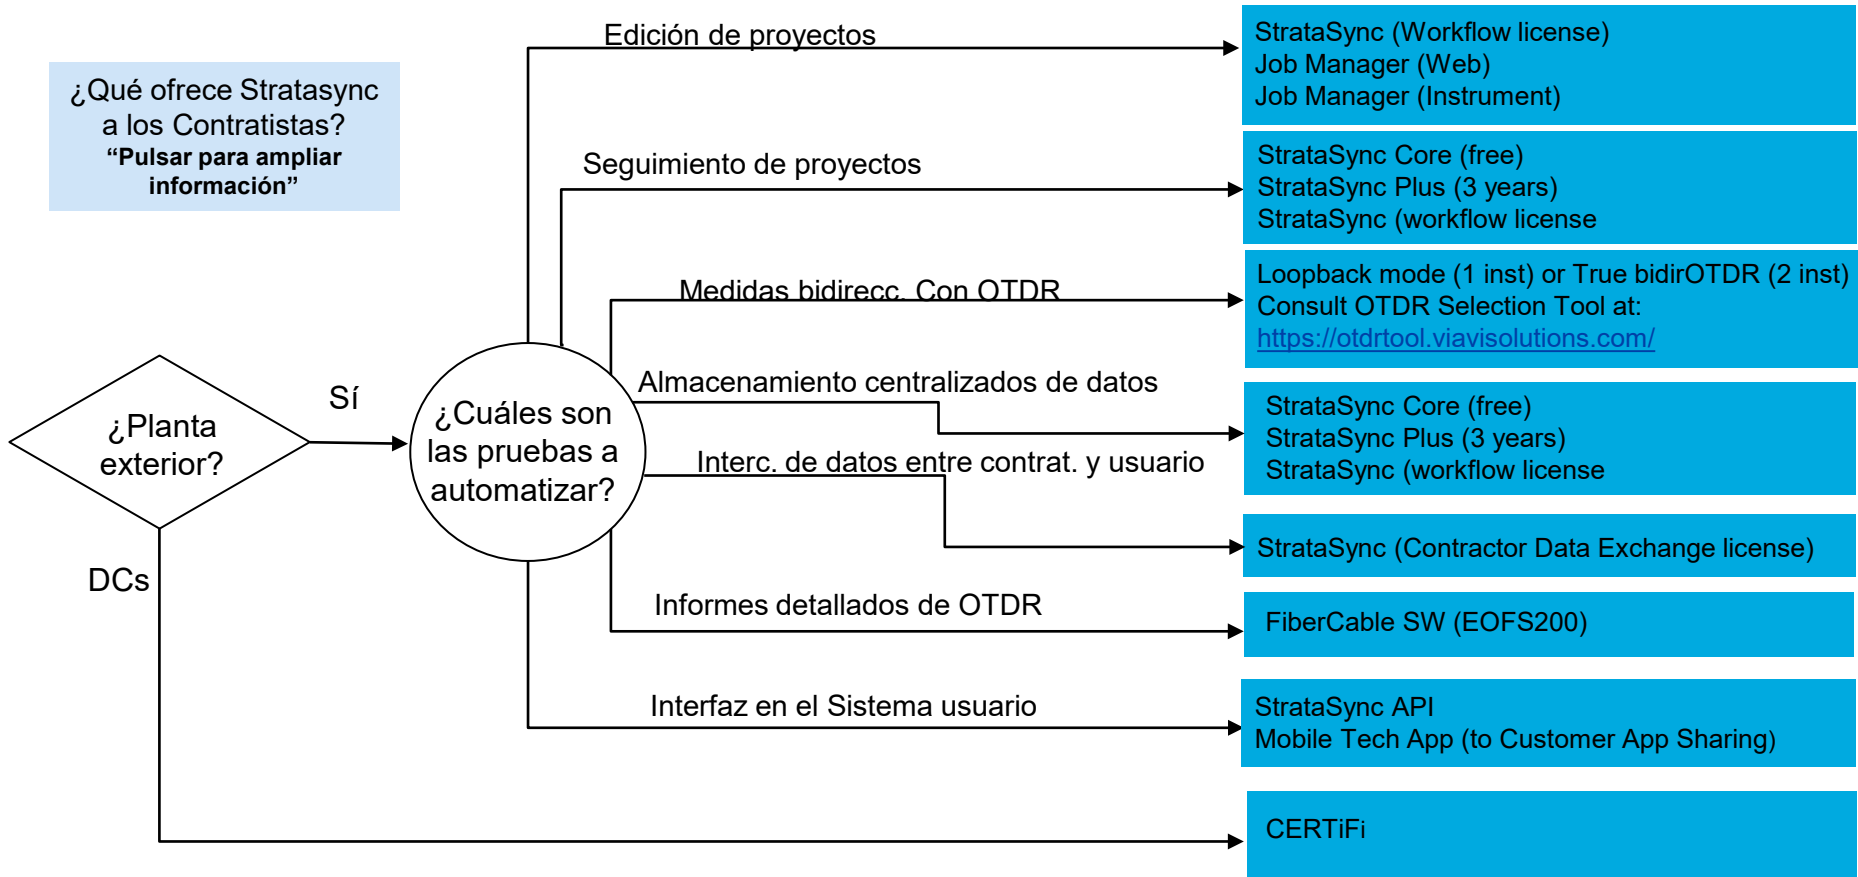 Edición de proyectos
StrataSync (Workflow license)
Job Manager (Web)
Job Manager (Instrument)
¿Qué ofrece Stratasync
a los Contratistas?
“Pulsar para ampliar
información”
Seguimiento de proyectos
StrataSync Core (free)
StrataSync Plus (3 years)
StrataSync (workflow license
Medidas bidirecc. Con OTDR
Loopback mode (1 inst) or True bidirOTDR (2 inst)
Consult OTDR Selection Tool at:
https://otdrtool.viavisolutions.com/
¿Planta
exterior?
Sí
¿Cuáles son
las pruebas a
automatizar?
Almacenamiento centralizados de datos
StrataSync Core (free)
StrataSync Plus (3 years)
StrataSync (workflow license
Interc. de datos entre contrat. y usuario
StrataSync (Contractor Data Exchange license)
DCs
Informes detallados de OTDR
FiberCable SW (EOFS200)
Interfaz en el Sistema usuario
StrataSync API
Mobile Tech App (to Customer App Sharing)
CERTiFi